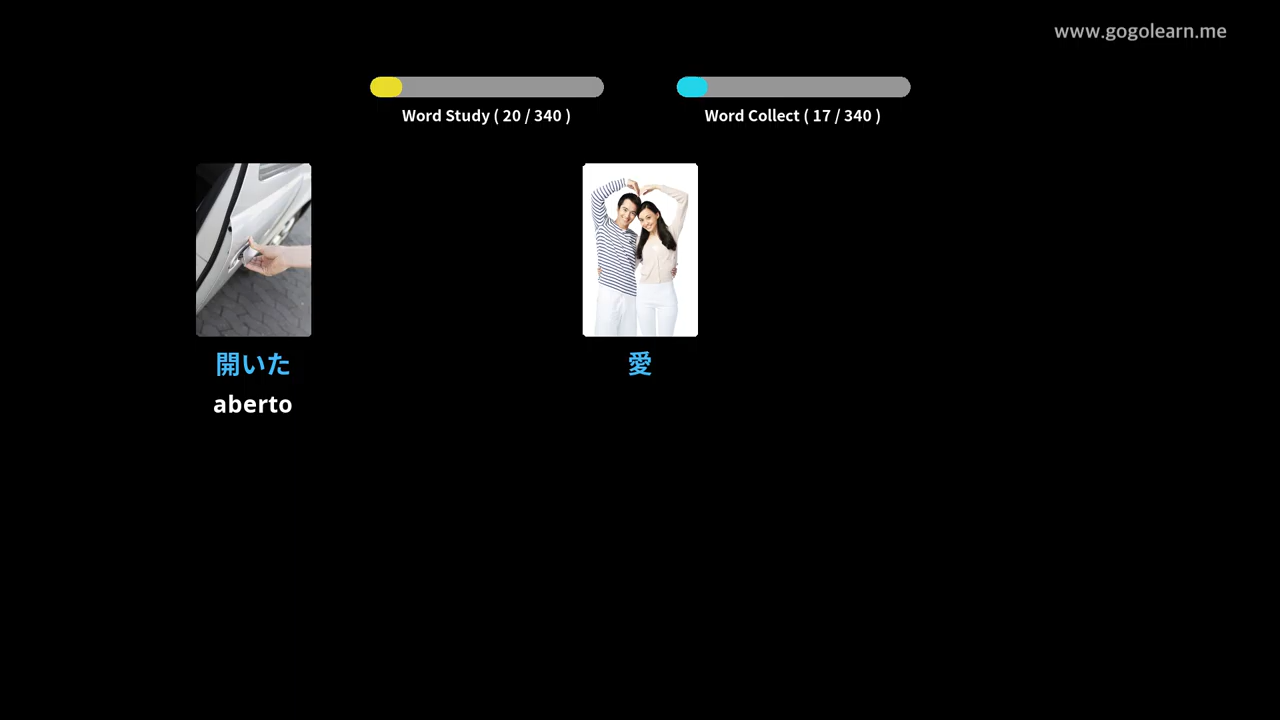 www.gogolearn.me
Word Study ( 20 / 340 )
Word Collect ( 17 / 340 )
開いた
愛
aberto